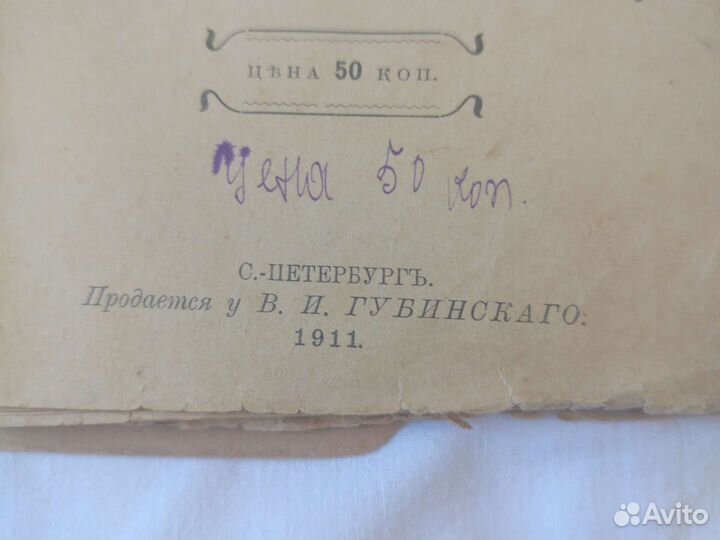 ЦѢНА 50 КОП.
Цена 50 коп.
С.-ПЕТЕРБУРГЪ.
Продается у В. И. ГУБИНСКАГО.
1911.
Avito